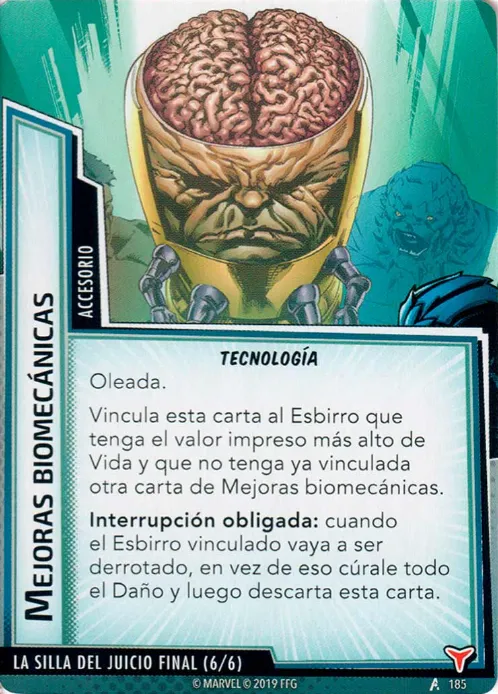 MEJORAS BIOMECÁNICAS
ACCESORIO
TECNOLOGÍA
Oleada.
Vincula esta carta al Esbirro que
tenga el valor impreso más alto de
Vida y que no tenga ya vinculada
otra carta de Mejoras biomecánicas.
Interrupción obligada: cuando
el Esbirro vinculado vaya a ser
derrotado, en vez de eso cúrale todo
el Daño y luego descarta esta carta.
LA SILLA DEL JUICIO FINAL (6/6)
© MARVEL © 2019 FFG
185